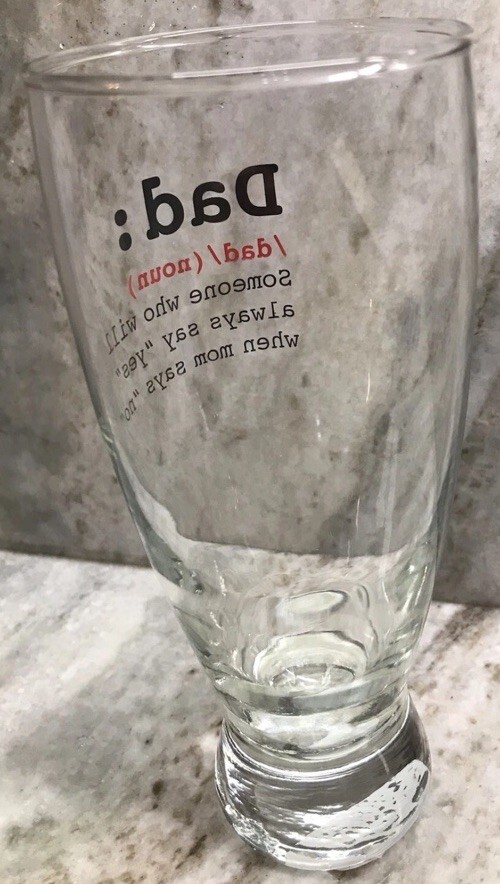 Dad:
/dad/(noun)
Someone who will
always say "yes"
when mom says "no"